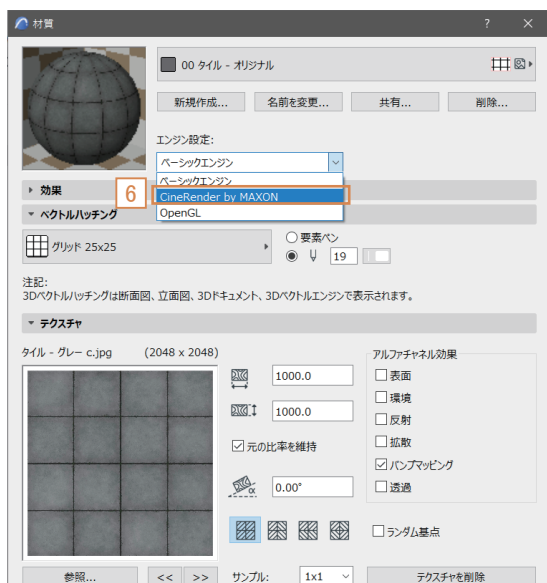 材質
? ×
00 タイル - オリジナル
新規作成... 名前を変更... 共有... 削除...
エンジン設定:
ベーシックエンジン
ベーシックエンジン
効果
6 CineRender by MAXON
ベクトルハッチング OpenGL
グリッド 25x25
要素ペン
19
注記:
3Dベクトルハッチングは断面図、立面図、3Dドキュメント、3Dベクトルエンジンで表示されます。
テクスチャ
タイル - グレー c.jpg (2048 x 2048)
アルファチャネル効果
1000.0
表面
環境
1000.0
反射
元の比率を維持
拡散
バンプマッピング
α 0.00°
透過
ランダム基点
参照... << >> サンプル: 1x1 テクスチャを削除